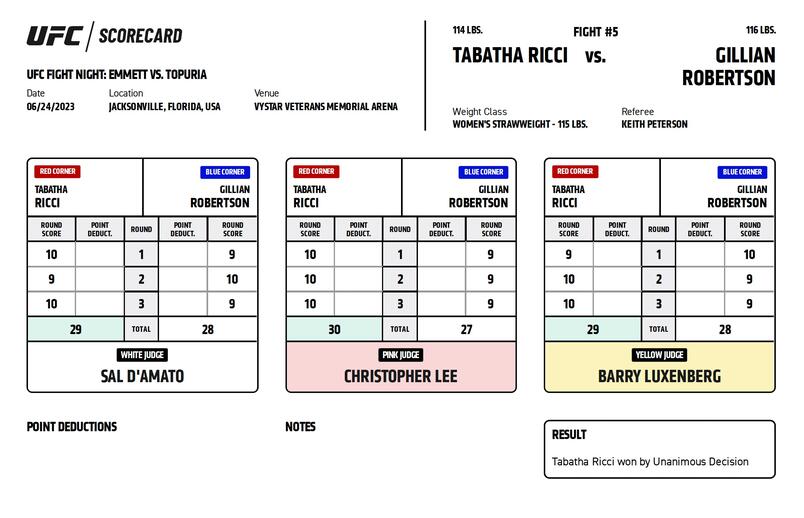 UFC / SCORECARD
UFC FIGHT NIGHT: EMMETT VS. TOPURIA
Date Location Venue
06/24/2023 JACKSONVILLE, FLORIDA, USA VYSTAR VETERANS MEMORIAL ARENA
114 LBS. FIGHT #5 116 LBS.
TABATHA RICCI vs. GILLIAN
ROBERTSON
Weight Class Referee
WOMEN'S STRAWWEIGHT - 115 LBS. KEITH PETERSON
RED CORNER BLUE CORNER
TABATHA GILLIAN
RICCI ROBERTSON
ROUND POINT ROUND POINT ROUND
SCORE DEDUCT. DEDUCT. SCORE
10 1 9
9 2 10
10 3 9
29 TOTAL 28
WHITE JUDGE
SAL D'AMATO
RED CORNER BLUE CORNER
TABATHA GILLIAN
RICCI ROBERTSON
ROUND POINT ROUND POINT ROUND
SCORE DEDUCT. DEDUCT. SCORE
10 1 9
10 2 9
10 3 9
30 TOTAL 27
PINK JUDGE
CHRISTOPHER LEE
RED CORNER BLUE CORNER
TABATHA GILLIAN
RICCI ROBERTSON
ROUND POINT ROUND POINT ROUND
SCORE DEDUCT. DEDUCT. SCORE
9 1 10
10 2 9
10 3 9
29 TOTAL 28
YELLOW JUDGE
BARRY LUXENBERG
POINT DEDUCTIONS
NOTES
RESULT
Tabatha Ricci won by Unanimous Decision